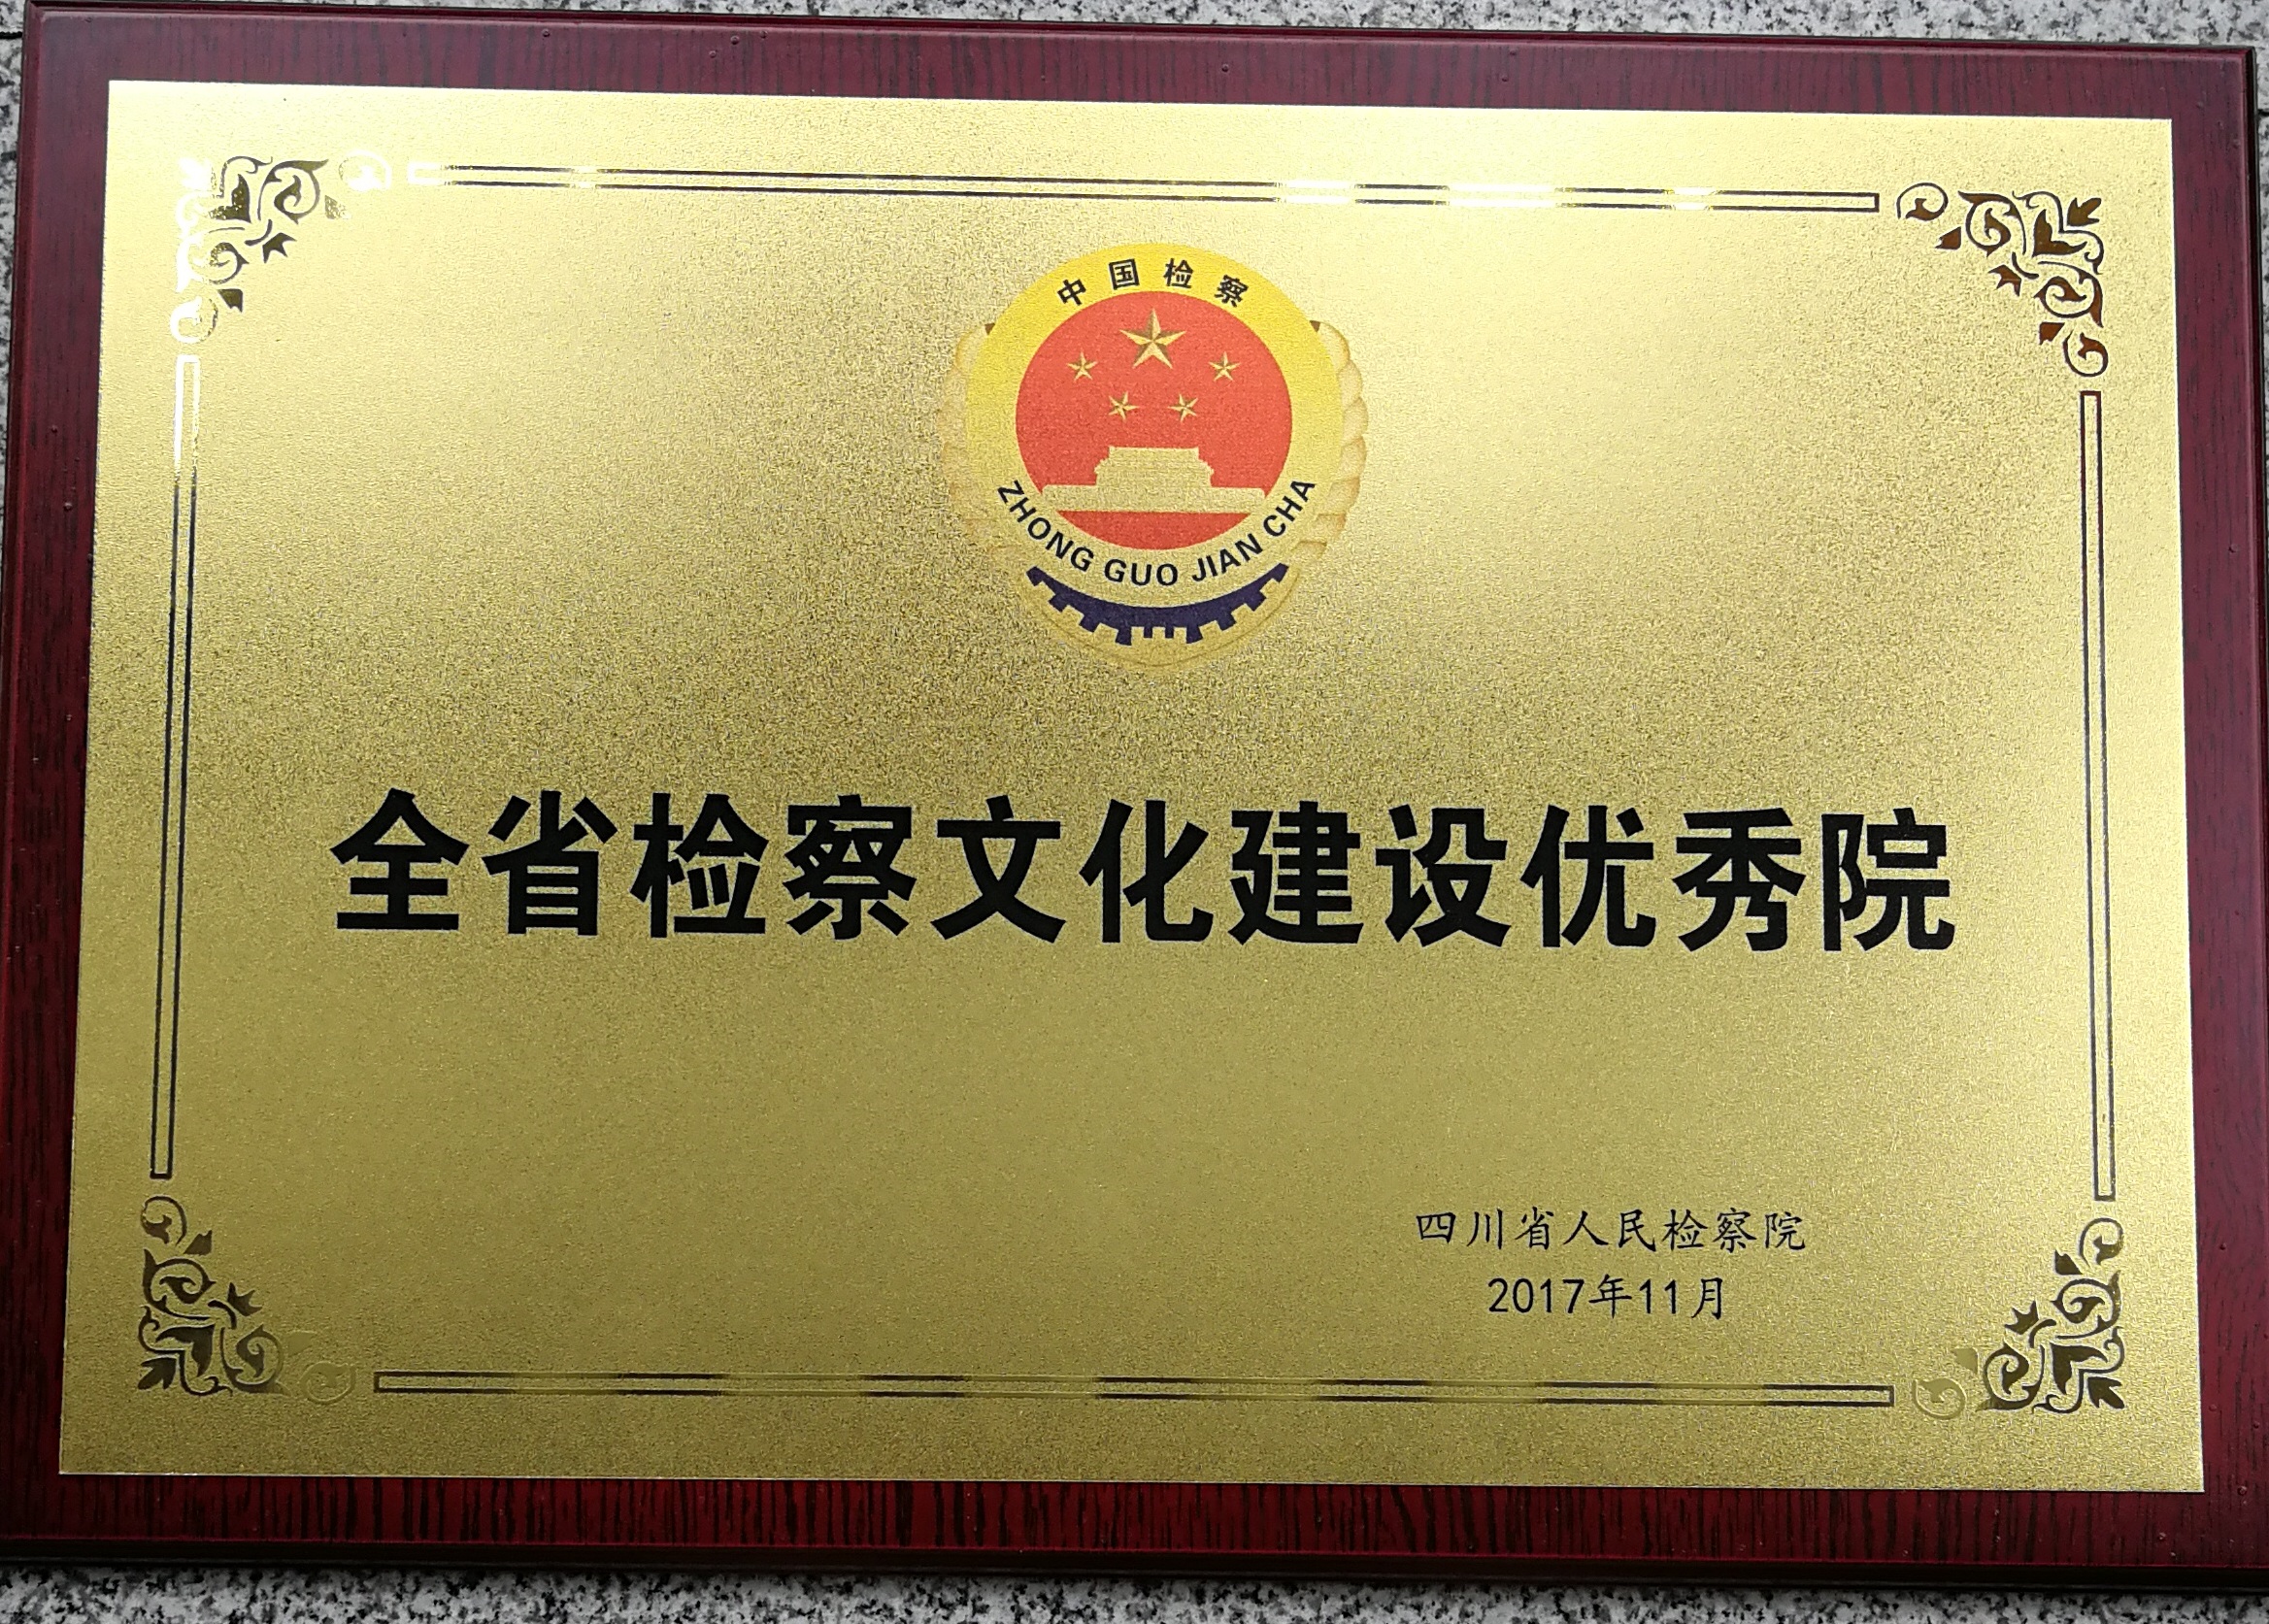 中国检察
ZHONG GUO JIAN CHA
全省检察文化建设优秀院
四川省人民检察院
2017年11月